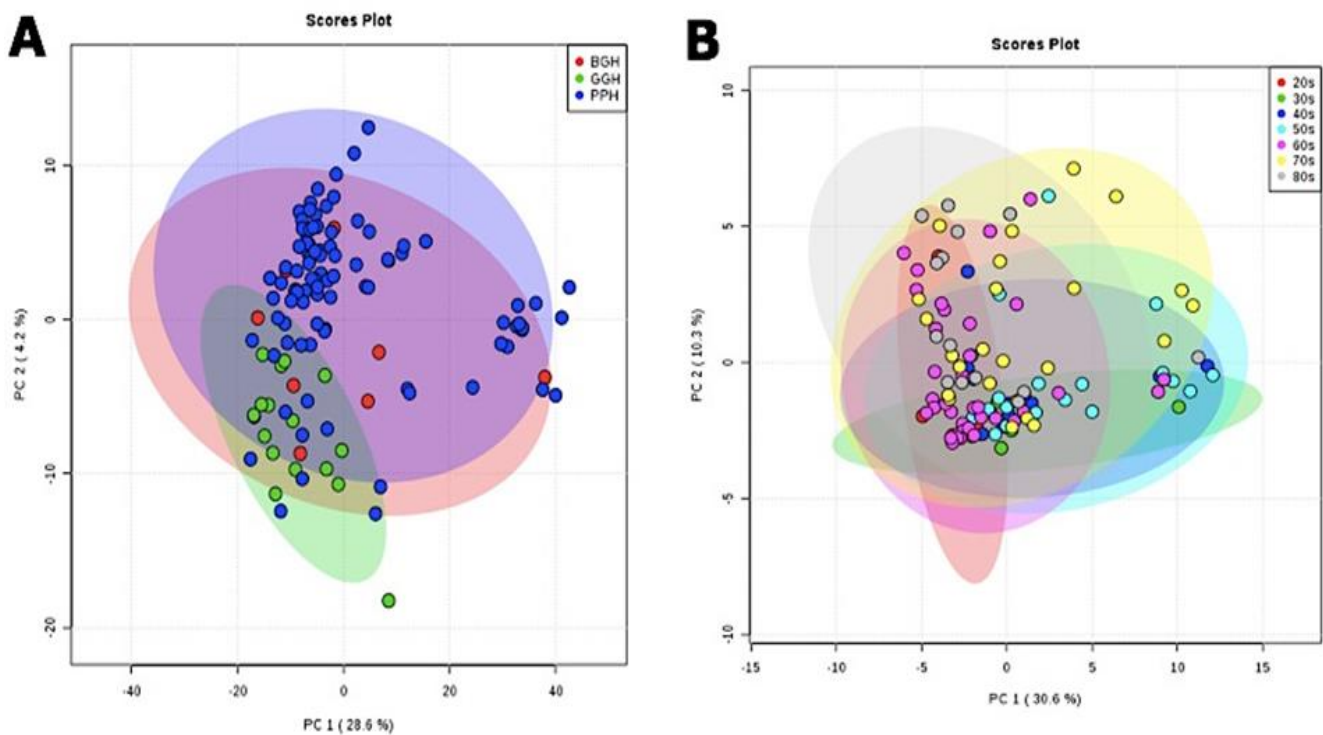 A
Scores Plot
BGH
GGH
PPH
10
0
-10
-20
PC 2 ( 4.2 %)
-40
-20
0
20
40
PC 1 ( 28.6 %)
B
Scores Plot
20s
30s
40s
50s
60s
70s
80s
10
5
0
-5
-10
PC 2 ( 10.3 %)
-15
-10
-5
0
5
10
15
PC 1 ( 30.6 %)